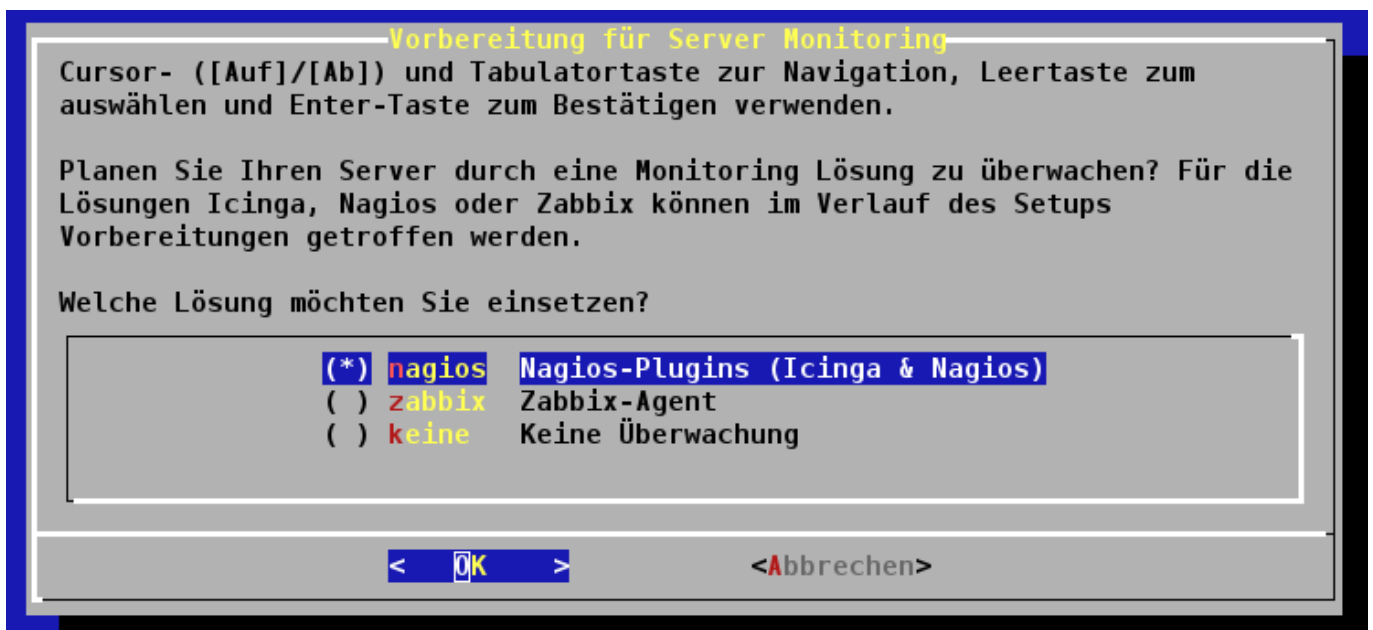 Vorbereitung für Server Monitoring
Cursor- ([Auf]/[Ab]) und Tabulatortaste zur Navigation, Leertaste zum
auswählen und Enter-Taste zum Bestätigen verwenden.
Planen Sie Ihren Server durch eine Monitoring Lösung zu überwachen? Für die
Lösungen Icinga, Nagios oder Zabbix können im Verlauf des Setups
Vorbereitungen getroffen werden.
Welche Lösung möchten Sie einsetzen?
(*) nagios Nagios-Plugins (Icinga & Nagios)
( ) zabbix Zabbix-Agent
( ) keine Keine Überwachung
< OK > <Abbrechen>